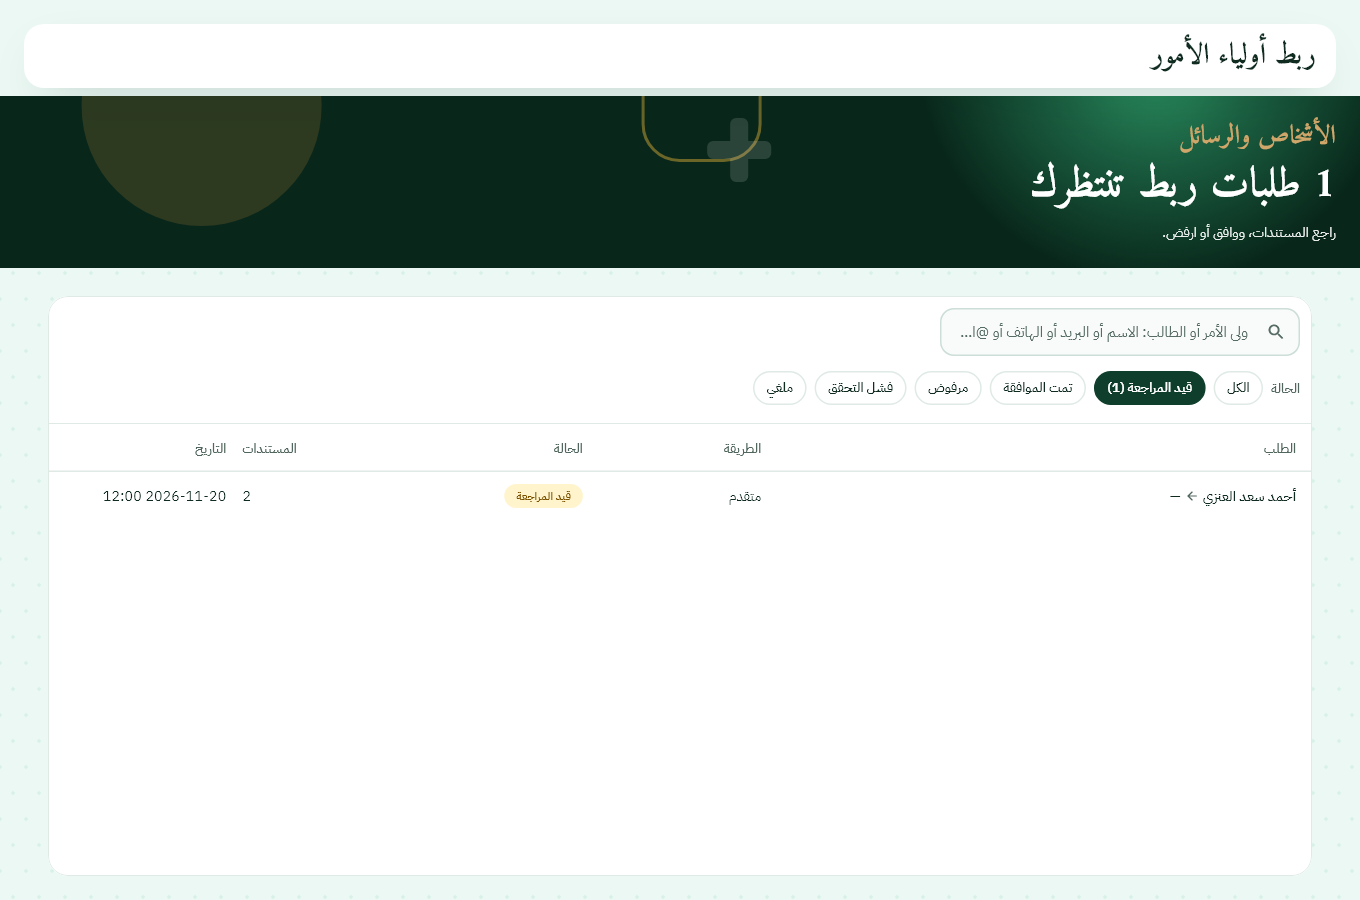 ربط أولياء الأمور
الأشخاص والرسائل
1 طلبات ربط تنتظرك
راجع المستندات، ووافق أو ارفض.
ولي الأمر أو الطالب: الاسم أو البريد أو الهاتف أو @ا...
الحالة الكل قيد المراجعة (1) تمت الموافقة مرفوض فشل التحقق ملغي
الطلب الطريقة الحالة المستندات التاريخ
أحمد سعد العنزي ← — متقدم قيد المراجعة 2 2026-11-20 12:00